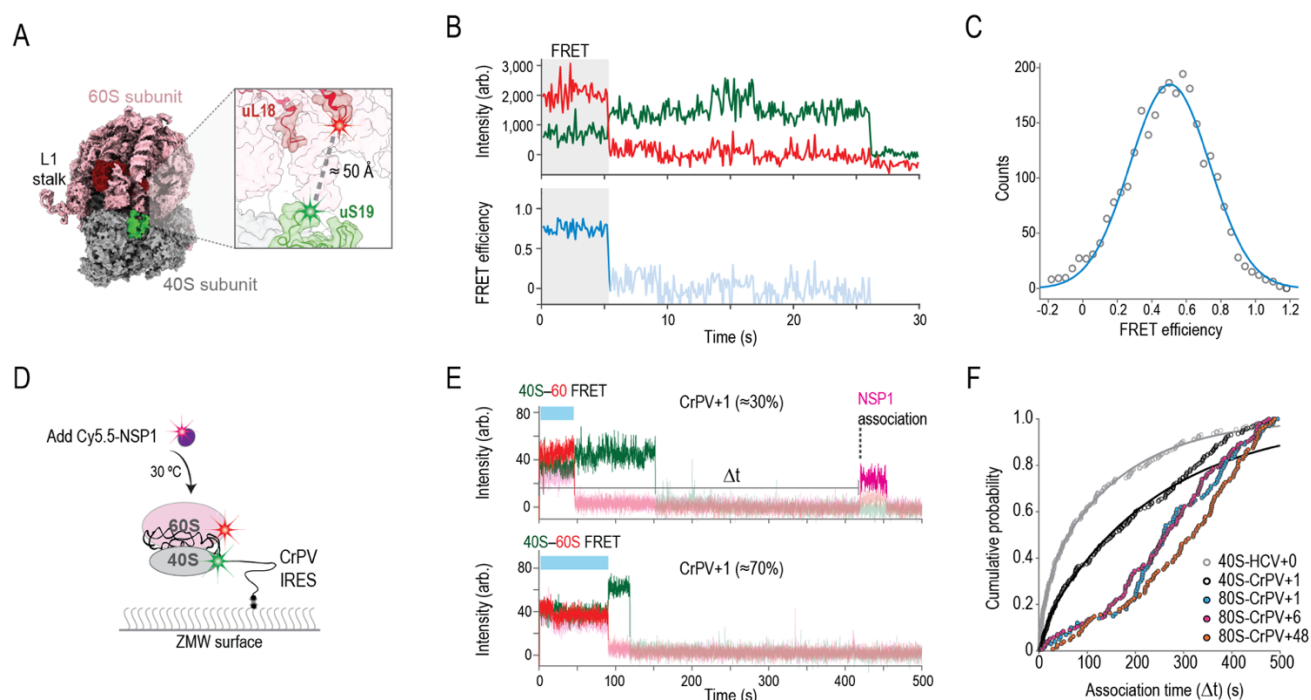 A
60S subunit
L1
stalk
40S subunit
uL18
≈ 50 Å
uS19
B
FRET
Intensity (arb.)
3,000
2,000
1,000
0
FRET efficiency
1.0
0.5
0
0
10
20
30
Time (s)
C
Counts
200
150
100
50
0
-0.2
0
0.2
0.4
0.6
0.8
1.0
1.2
FRET efficiency
D
Add Cy5.5-NSP1
30 ºC
60S
40S
CrPV
IRES
ZMW surface
E
40S–60 FRET
CrPV+1 (≈30%)
NSP1
association
Intensity (arb.)
80
40
0
Δt
40S–60S FRET
CrPV+1 (≈70%)
Intensity (arb.)
80
40
0
0
100
200
300
400
500
Time (s)
F
Cumulative probability
1.0
0.8
0.6
0.4
0.2
0
40S-HCV+0
40S-CrPV+1
80S-CrPV+1
80S-CrPV+6
80S-CrPV+48
0
100
200
300
400
500
Association time (Δt) (s)